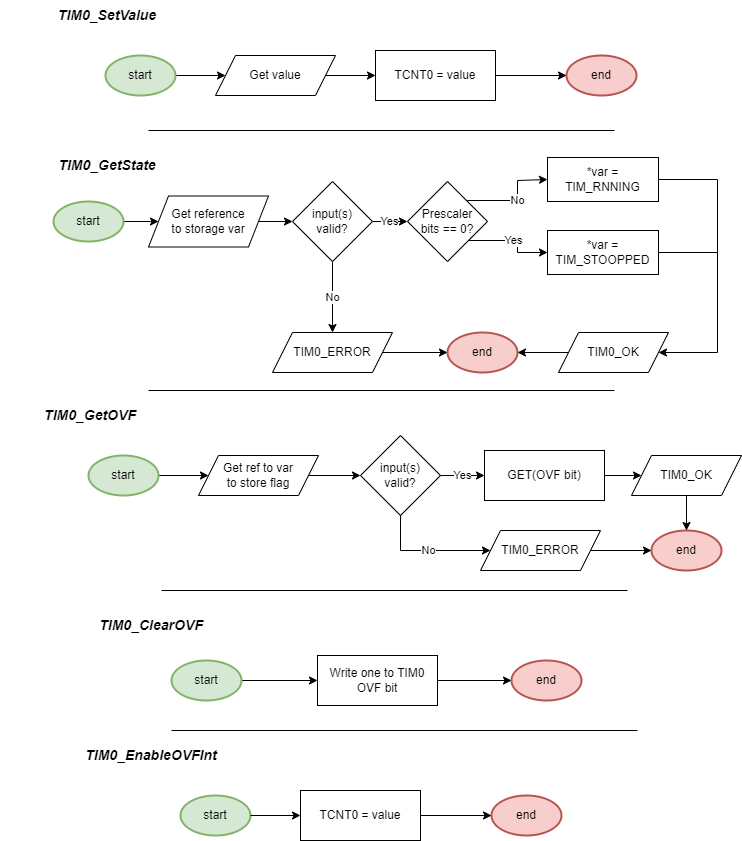 TIM0_SetValue
start
Get value
TCNT0 = value
end
TIM0_GetState
start
Get reference
to storage var
input(s)
valid?
Yes
Prescaler
bits == 0?
No
*var =
TIM_RNNING
Yes
*var =
TIM_STOOPPED
No
TIM0_ERROR
end
TIM0_OK
TIM0_GetOVF
start
Get ref to var
to store flag
input(s)
valid?
Yes
GET(OVF bit)
TIM0_OK
No
TIM0_ERROR
end
TIM0_ClearOVF
start
Write one to TIM0
OVF bit
end
TIM0_EnableOVFInt
start
TCNT0 = value
end